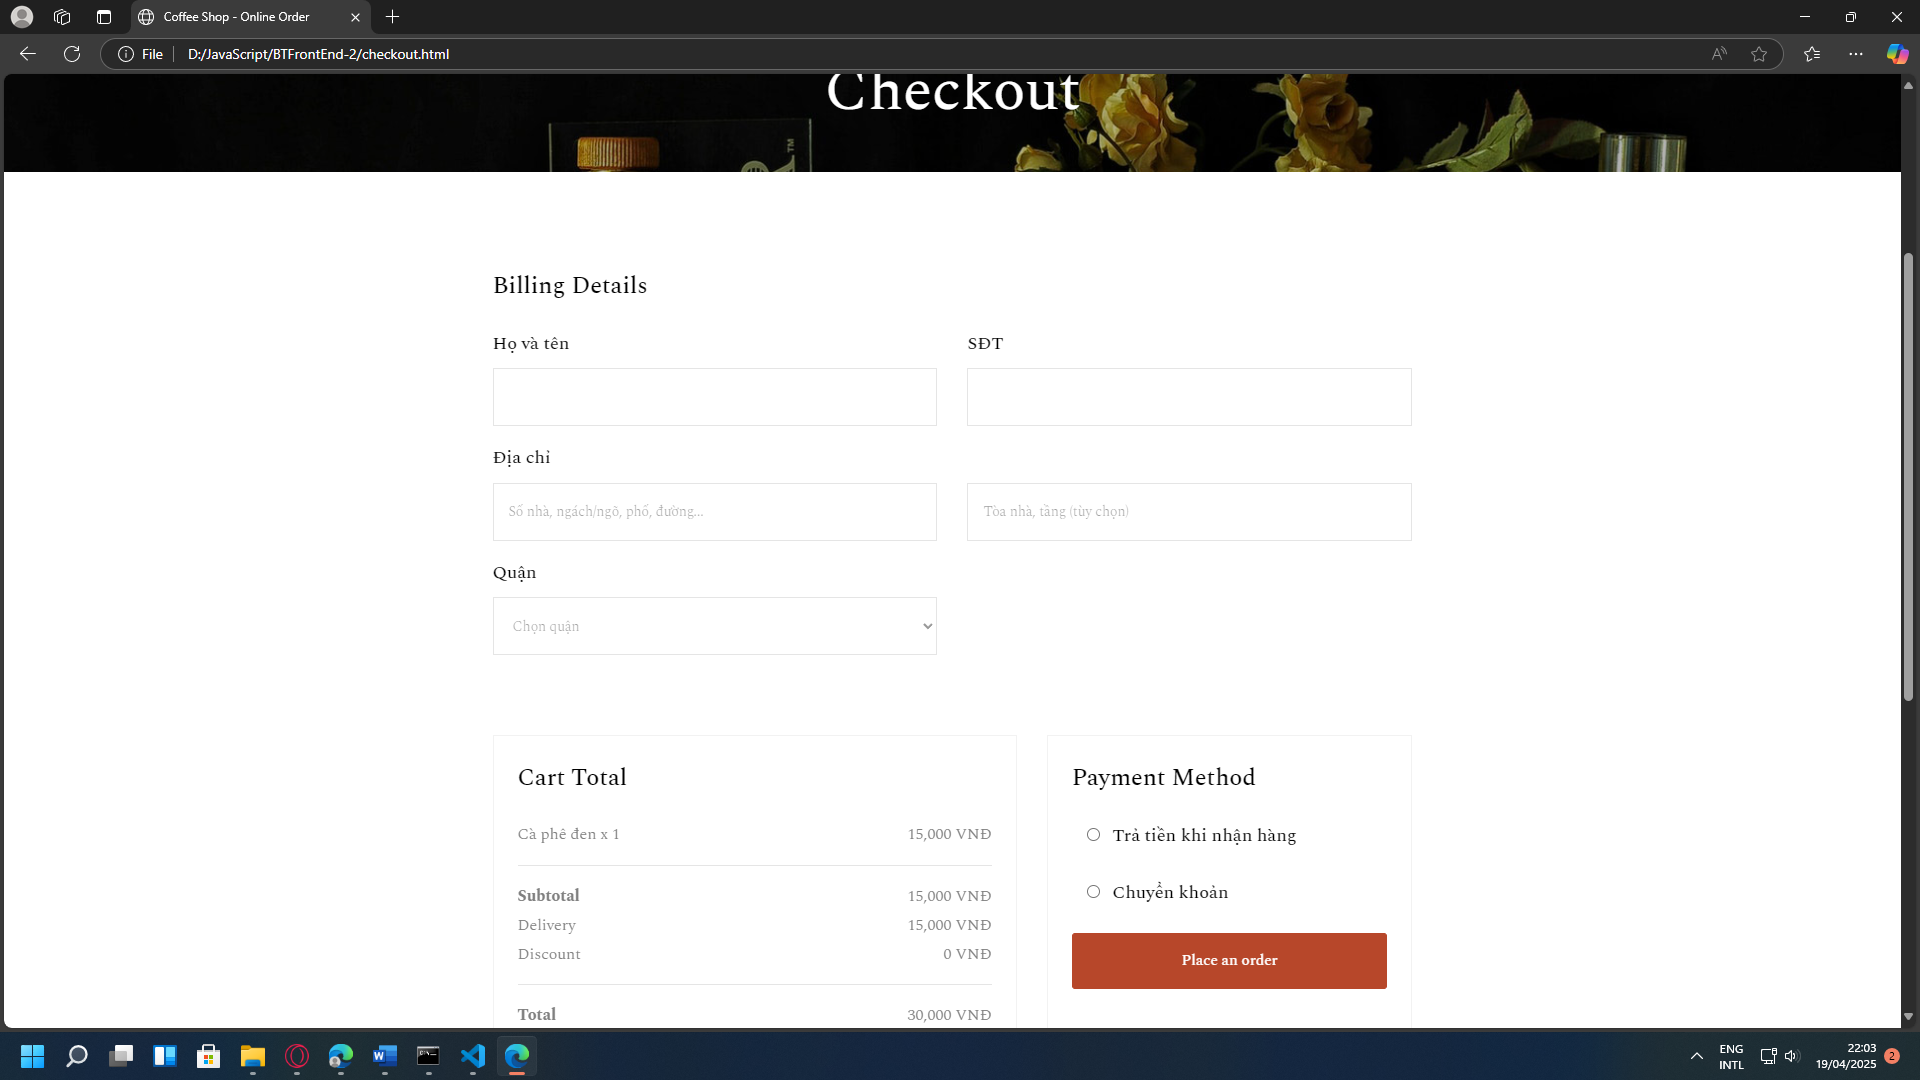 Coffee Shop - Online Order
File D:/JavaScript/BTFrontEnd-2/checkout.html
Checkout
TM
Billing Details
Họ và tên SĐT
Địa chỉ
Số nhà, ngách/ngõ, phố, đường... Tòa nhà, tầng (tùy chọn)
Quận
Chọn quận
Cart Total
Cà phê đen x 1 15,000 VNĐ
Subtotal 15,000 VNĐ
Delivery 15,000 VNĐ
Discount 0 VNĐ
Total 30,000 VNĐ
Payment Method
Trả tiền khi nhận hàng
Chuyển khoản
Place an order
ENG
INTL
22:03
19/04/2025
2